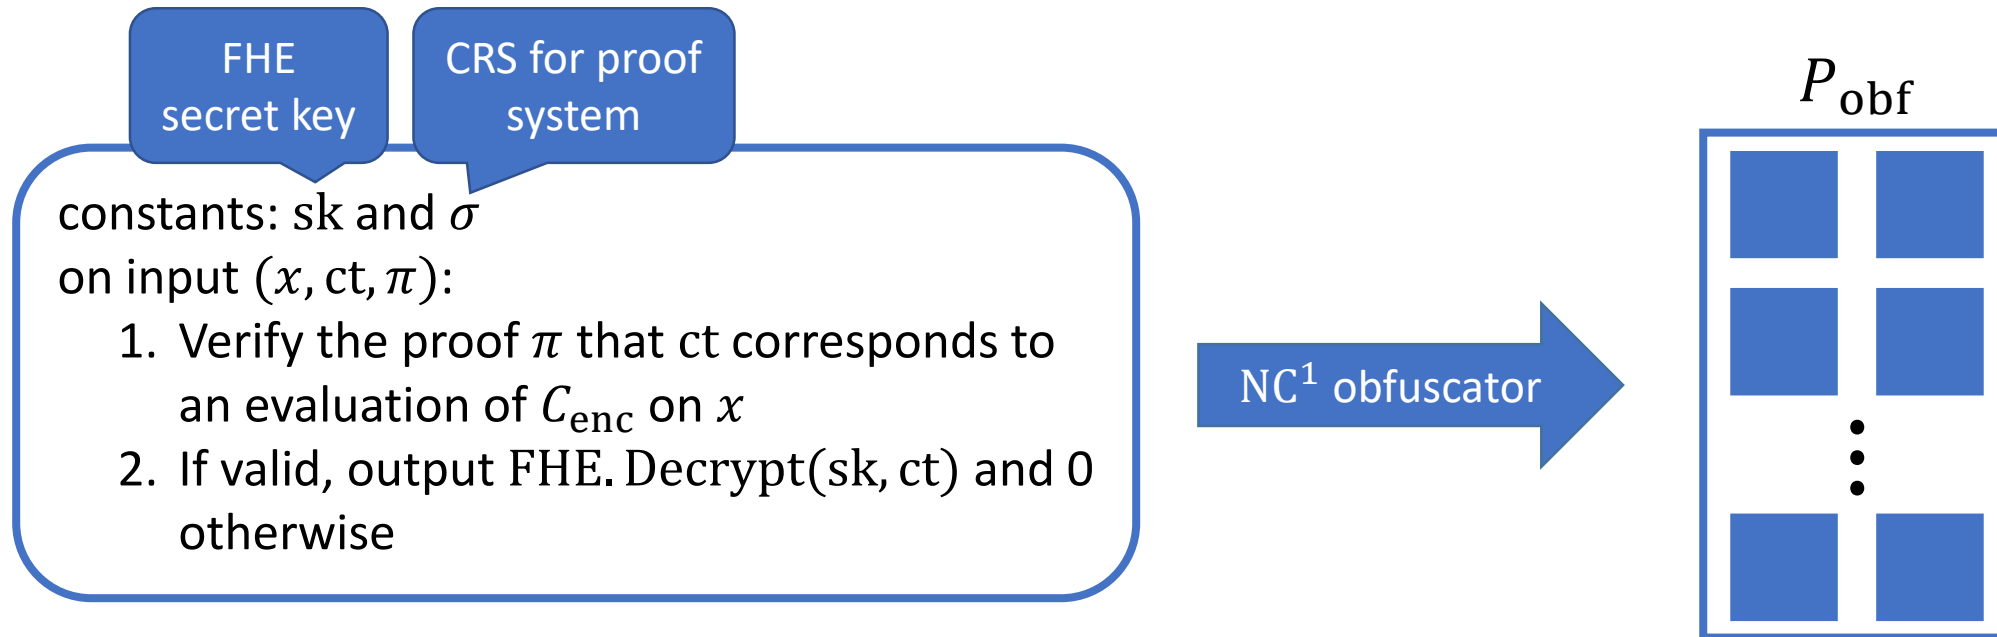 FHE
secret key
CRS for proof
system
constants: sk and σ
on input (x, ct, π):
1. Verify the proof π that ct corresponds to
an evaluation of C_enc on x
2. If valid, output FHE. Decrypt(sk, ct) and 0
otherwise
NC¹ obfuscator
P_obf